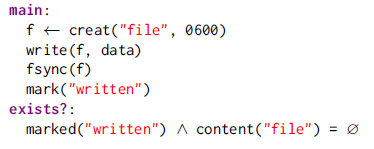 main:
f ← creat("file", 0600)
write(f, data)
fsync(f)
mark("written")
exists?:
marked("written") ∧ content("file") = ∅